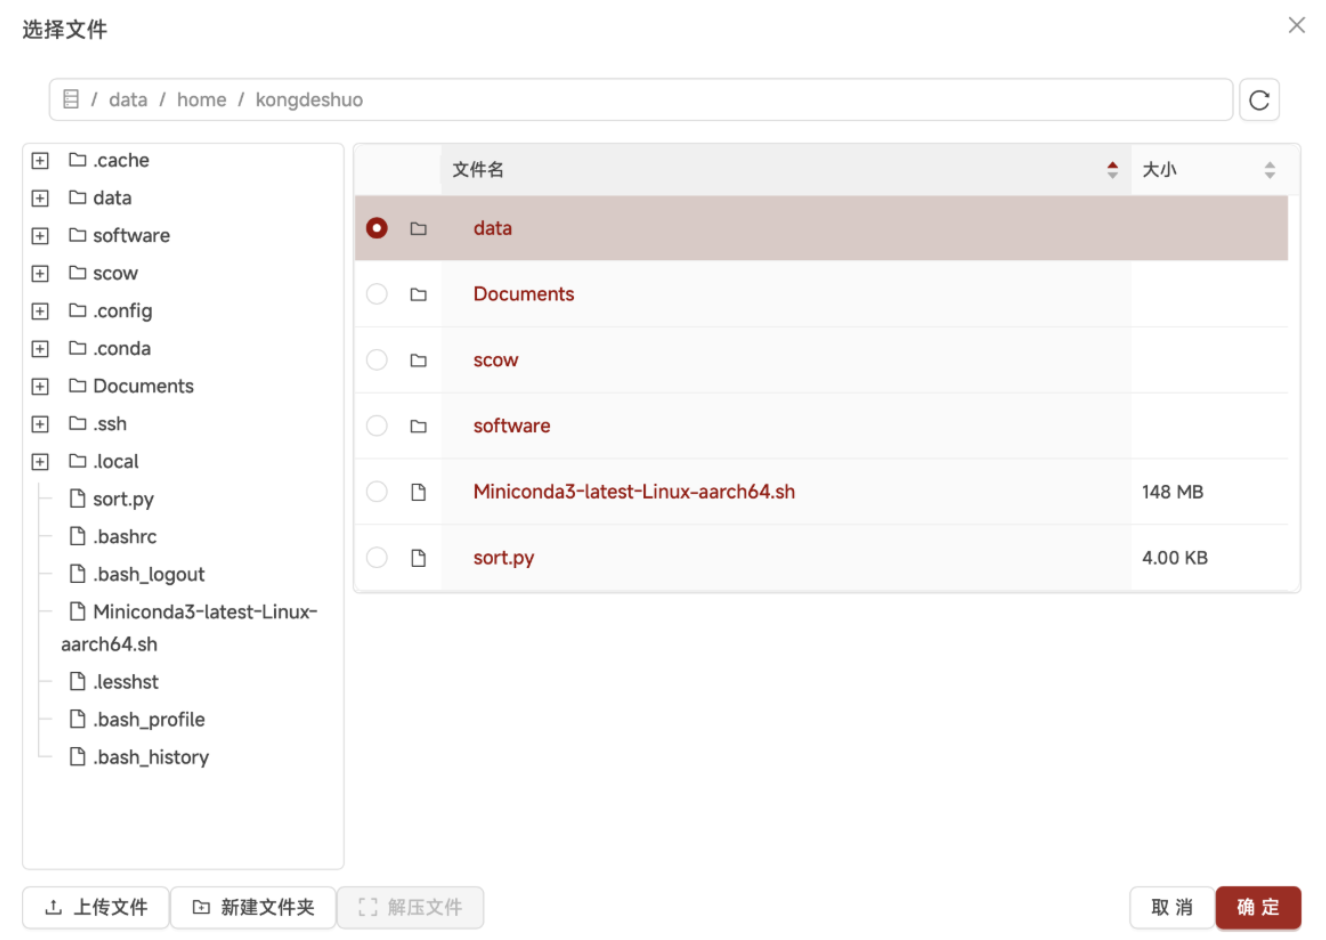 选择文件
/ data / home / kongdeshuo
.cache
data
software
scow
.config
.conda
Documents
.ssh
.local
sort.py
.bashrc
.bash_logout
Miniconda3-latest-Linux-
aarch64.sh
.lesshst
.bash_profile
.bash_history
文件名 大小
data
Documents
scow
software
Miniconda3-latest-Linux-aarch64.sh 148 MB
sort.py 4.00 KB
上传文件 新建文件夹 解压文件 取 消 确 定